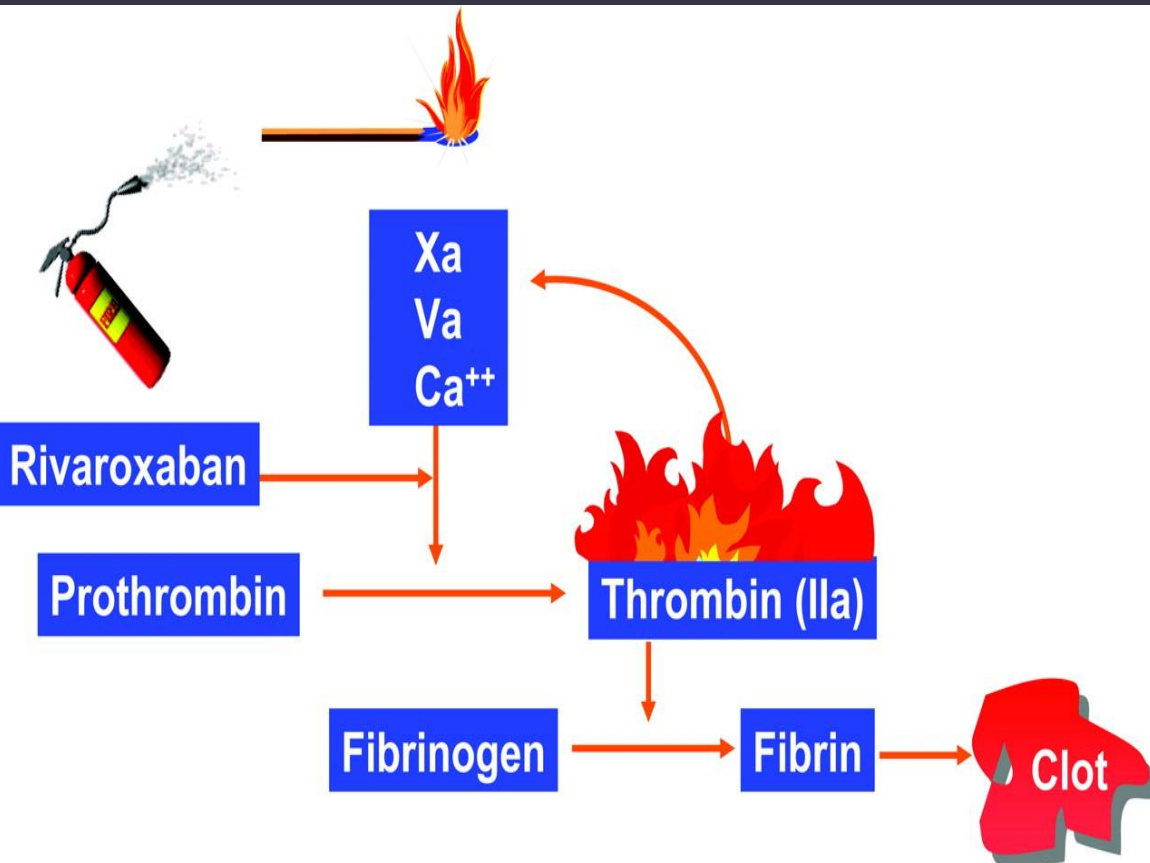 Xa
Va
Ca⁺⁺
Rivaroxaban
Prothrombin
Thrombin (IIa)
Fibrinogen
Fibrin
Clot